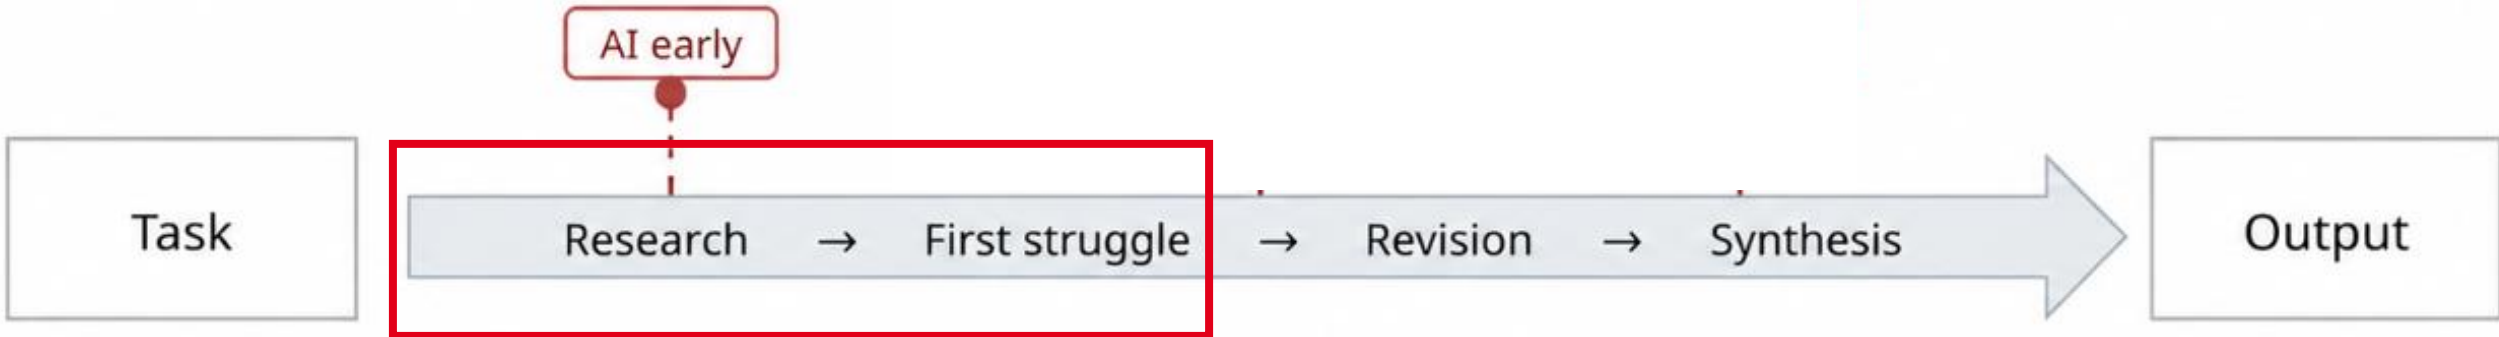 AI early
Task
Research → First struggle → Revision → Synthesis
Output